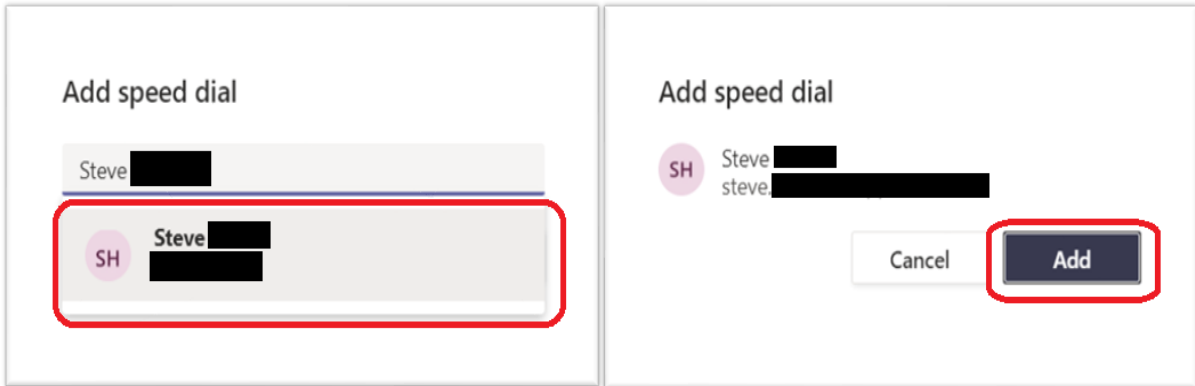 Add speed dial
Steve
SH
Steve
Add speed dial
SH
Steve
steve.
Cancel
Add